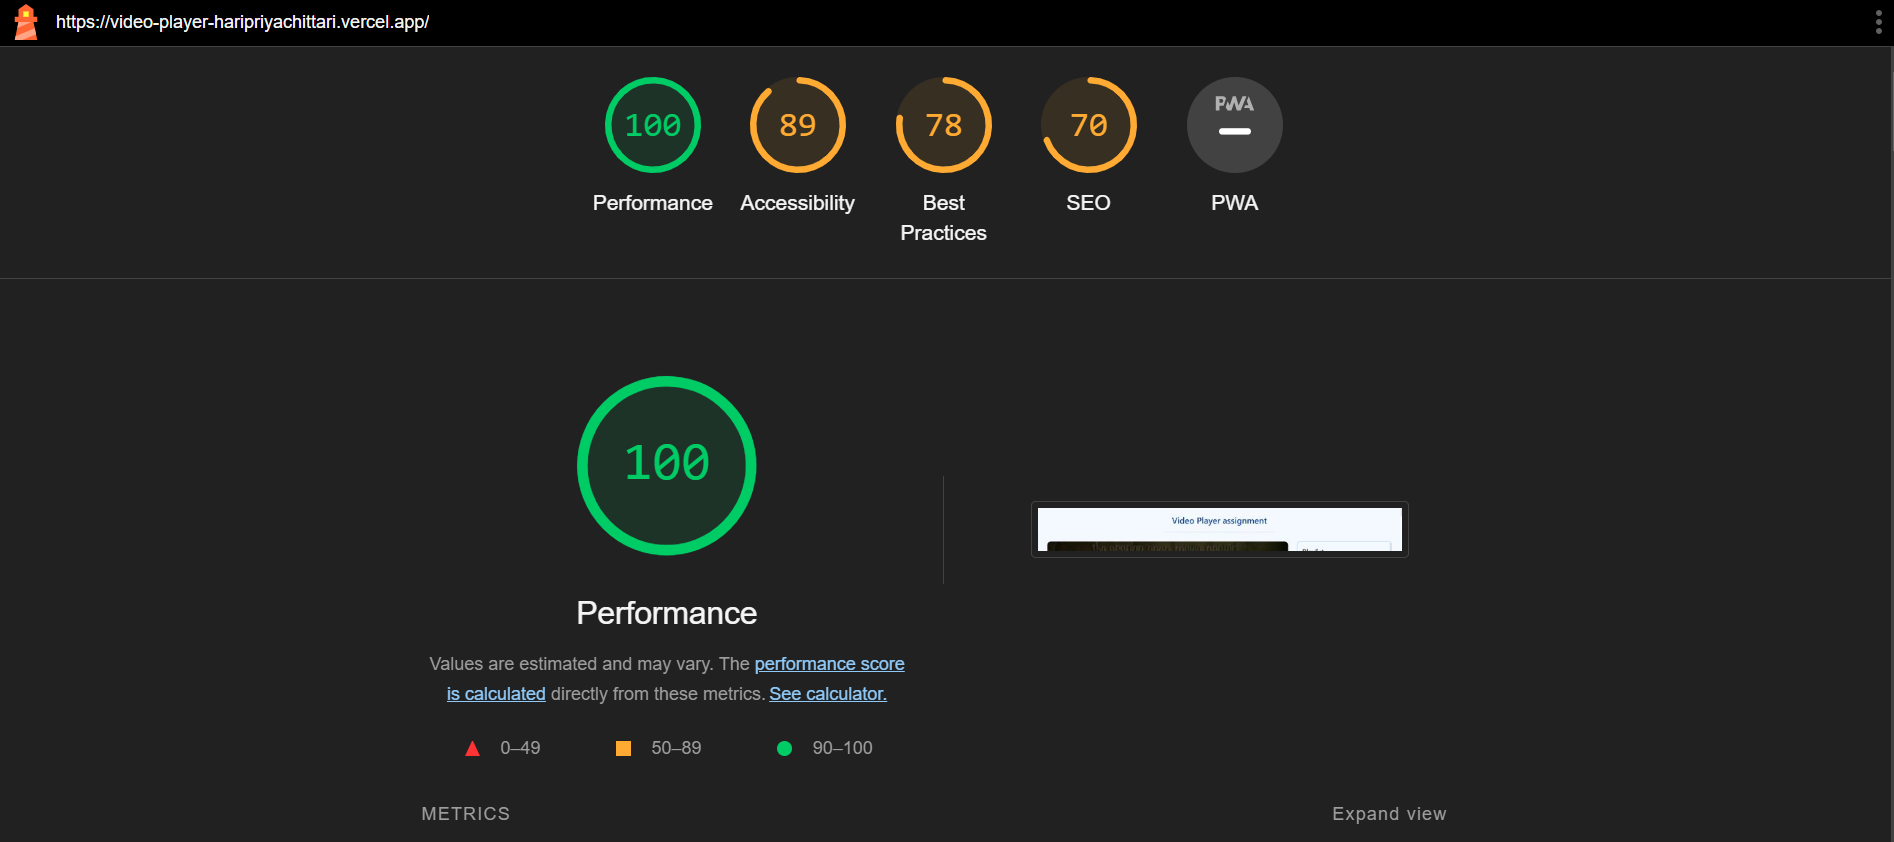 https://video-player-haripriyachittari.vercel.app/
100
89
78
70
PWA
Performance
Accessibility
Best
Practices
SEO
PWA
100
Video Player assignment
Performance
Values are estimated and may vary. The performance score
is calculated directly from these metrics. See calculator.
0–49
50–89
90–100
METRICS
Expand view